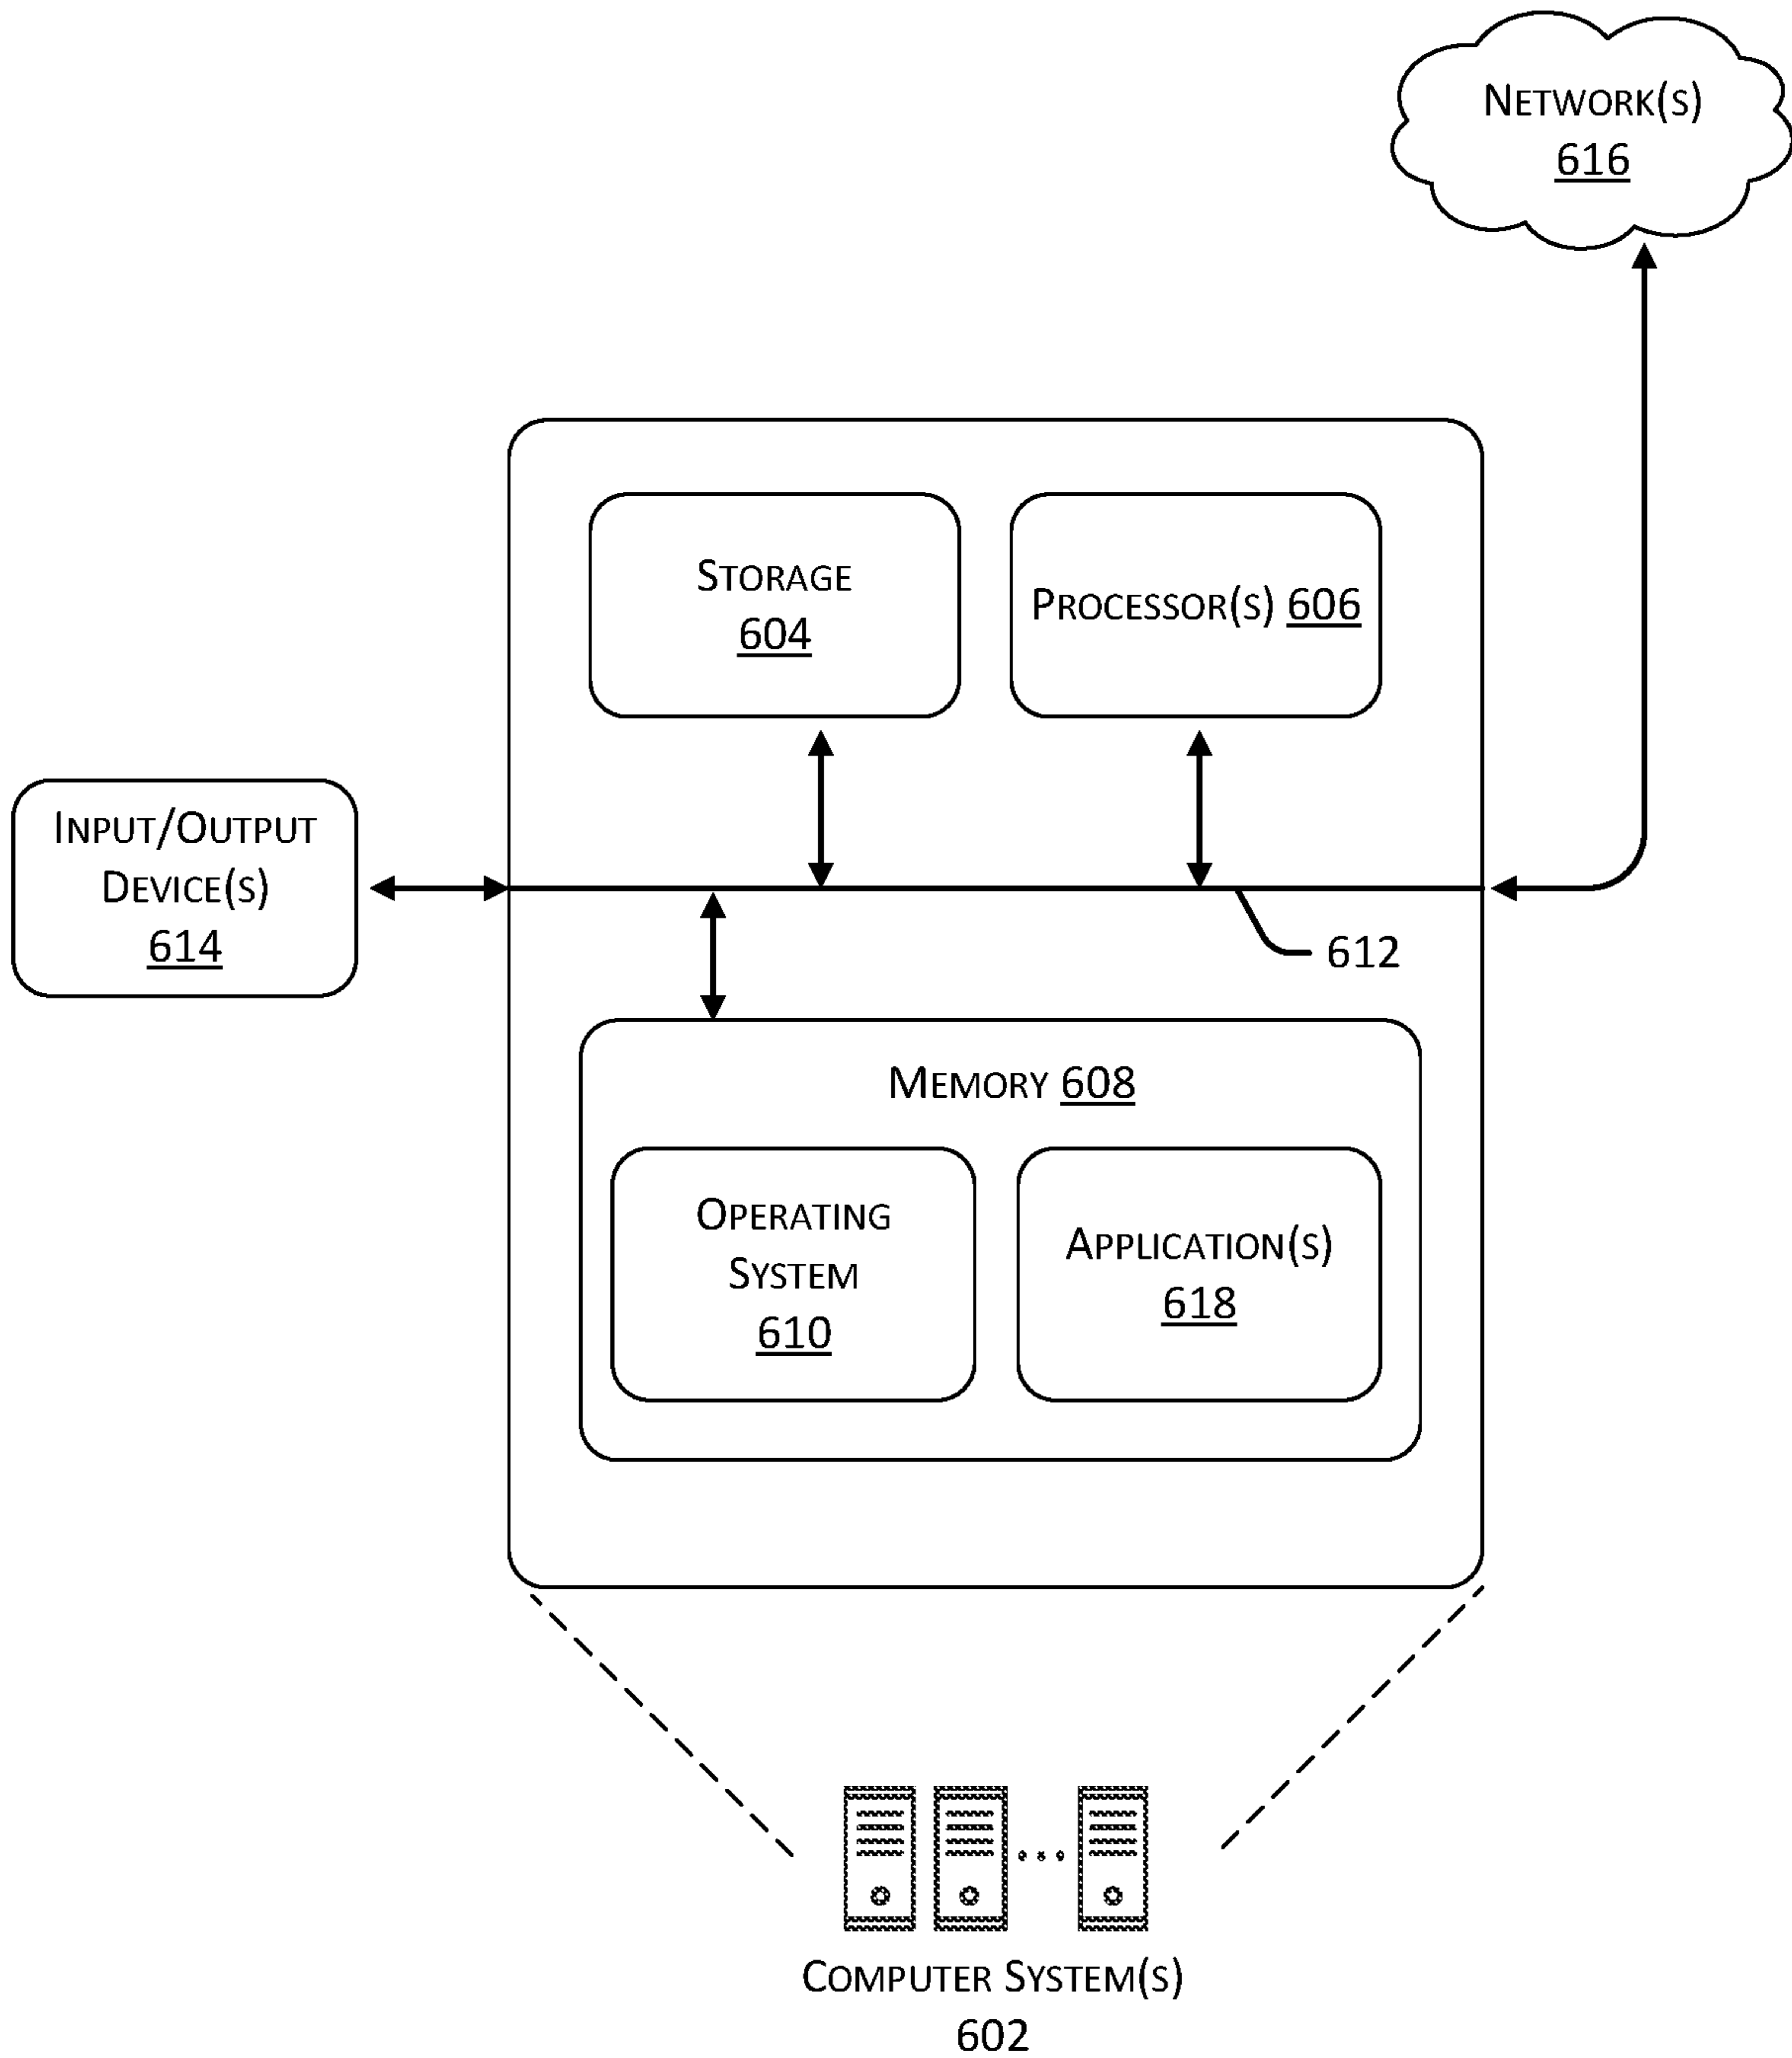 NETWORK(S)
616
STORAGE
604
PROCESSOR(S) 606
INPUT/OUTPUT
DEVICE(S)
614
612
MEMORY 608
OPERATING
SYSTEM
610
APPLICATION(S)
618
COMPUTER SYSTEM(S)
602